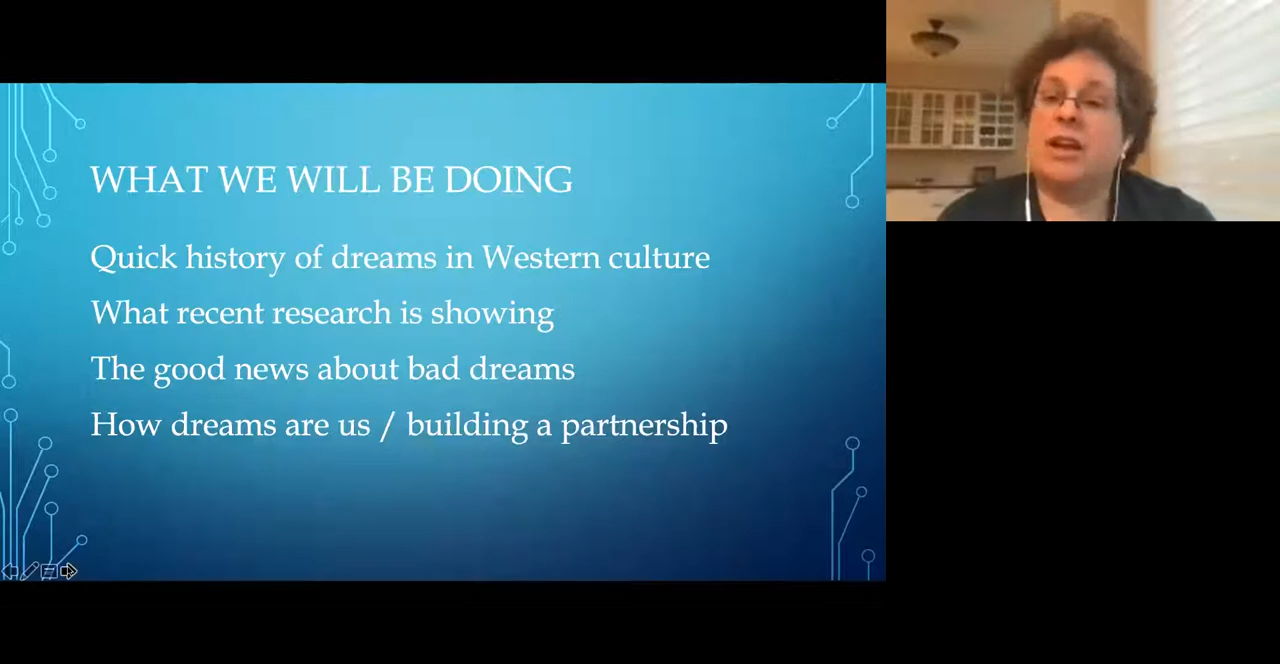 WHAT WE WILL BE DOING
Quick history of dreams in Western culture
What recent research is showing
The good news about bad dreams
How dreams are us / building a partnership